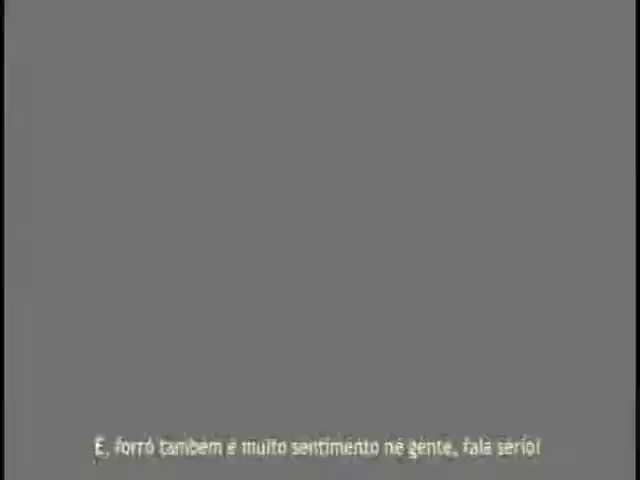 É, forró também é muito sentimento né gente, fala sério!